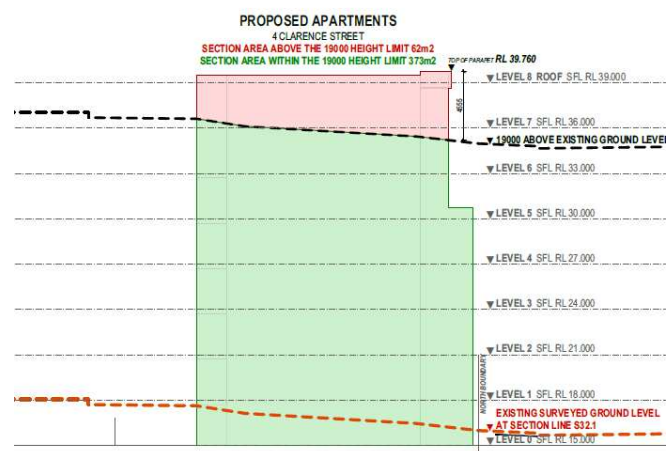 PROPOSED APARTMENTS
4 CLARENCE STREET
SECTION AREA ABOVE THE 19000 HEIGHT LIMIT 62m2
SECTION AREA WITHIN THE 19000 HEIGHT LIMIT 373m2
TOP OF PARAPET RL 39.760
LEVEL 8 ROOF SFL RL 39.000
4555
LEVEL 7 SFL RL 36.000
19000 ABOVE EXISTING GROUND LEVEL
LEVEL 6 SFL RL 33.000
LEVEL 5 SFL RL 30.000
LEVEL 4 SFL RL 27.000
LEVEL 3 SFL RL 24.000
LEVEL 2 SFL RL 21.000
NORTH BOUNDARY
LEVEL 1 SFL RL 18.000
EXISTING SURVEYED GROUND LEVEL
AT SECTION LINE S32.1
LEVEL 0 SFL RL 15.000